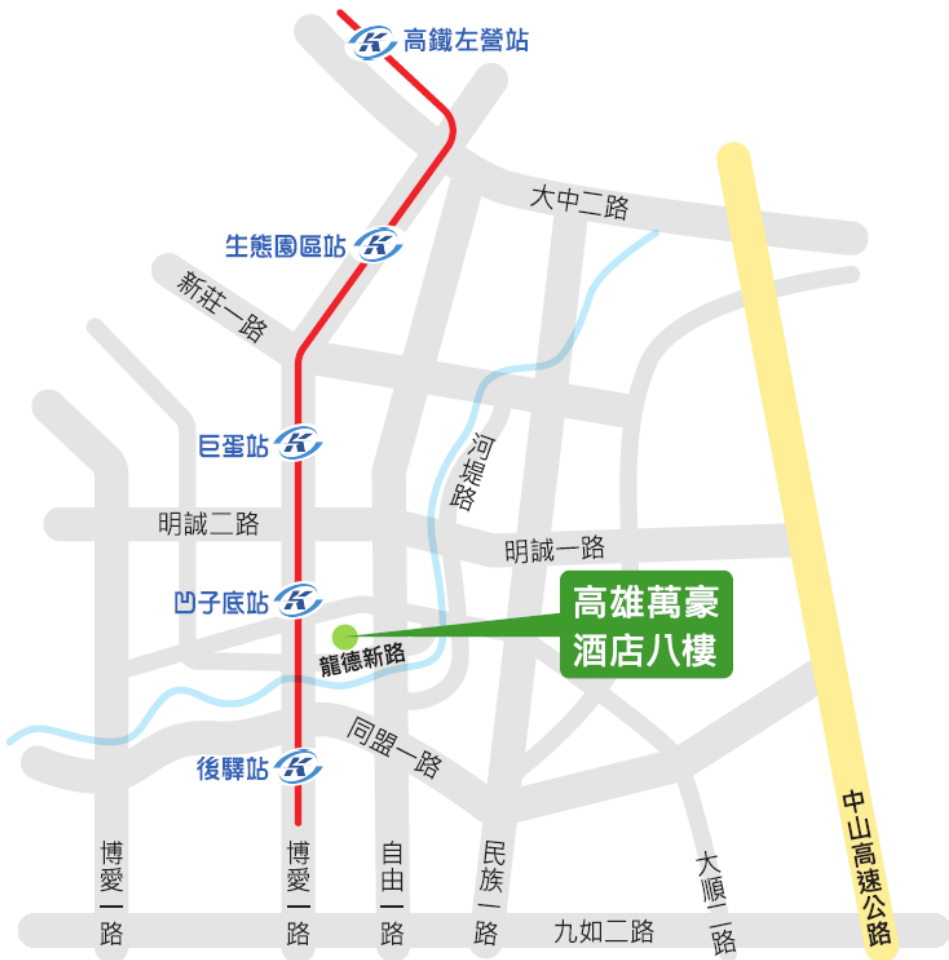 高鐵左營站
大中二路
生態園區站
新莊一路
巨蛋站
河堤路
明誠二路
明誠一路
凹子底站
高雄萬豪
酒店八樓
龍德新路
同盟一路
後驛站
中山高速公路
博愛一路
博愛一路
自由一路
民族一路
大順二路
九如二路